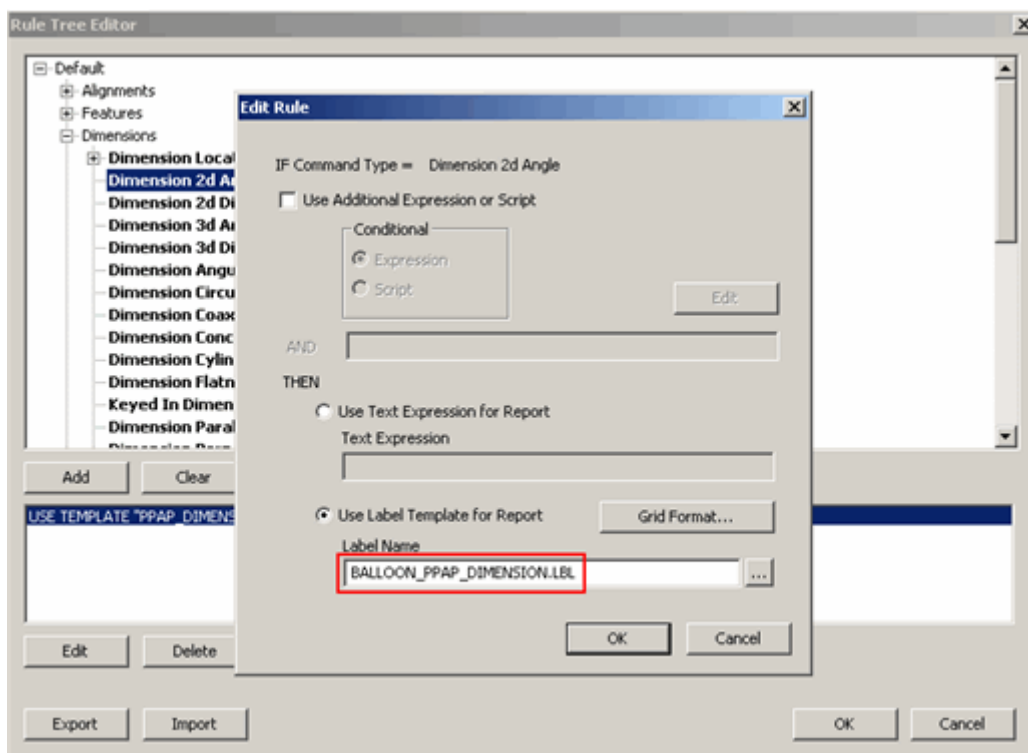 Rule Tree Editor
Default
Alignments
Features
Dimensions
Dimension Locat
Dimension 2d A
Dimension 2d Di
Dimension 3d A
Dimension 3d Di
Dimension Angu
Dimension Circu
Dimension Coax
Dimension Conc
Dimension Cylin
Dimension Flatn
Keyed In Dimen
Dimension Paral
Add
Clear
USE TEMPLATE "PPAP_DIMENS
Edit
Delete
Export
Import
OK
Cancel
Edit Rule
IF Command Type = Dimension 2d Angle
Use Additional Expression or Script
Conditional
Expression
Script
Edit
AND
THEN
Use Text Expression for Report
Text Expression
Use Label Template for Report
Grid Format...
Label Name
BALLOON_PPAP_DIMENSION.LBL
...
OK
Cancel